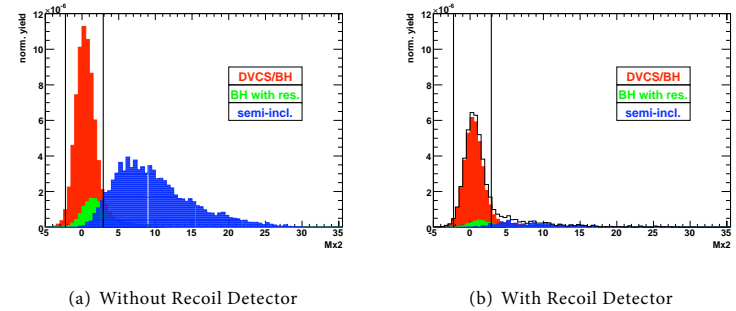 norm. yield
12
×10⁻⁶
10
8
6
4
2
0
-5 0 5 10 15 20 25 30 35
Mx2
DVCS/BH
BH with res.
semi-incl.
(a) Without Recoil Detector
norm. yield
12
×10⁻⁶
10
8
6
4
2
0
-5 0 5 10 15 20 25 30 35
Mx2
DVCS/BH
BH with res.
semi-incl.
(b) With Recoil Detector